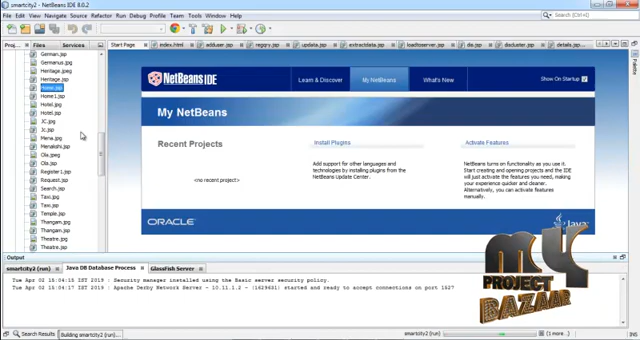 smartcity2 - NetBeans IDE 8.0.2
File Edit View Navigate Source Refactor Run Debug Profile Team Tools Window Help
Proj... Files Services
Start Page index.html adduser.jsp regqry.jsp update.jsp extractdata.jsp loadoserver.jsp dis.jsp discluster.jsp details.jsp
German.jsp
Germanus.jpg
Heritage.jpeg
Heritage.jsp
Home.jsp
Home1.jsp
Hotel.jpg
Hotel.jsp
JC.jpg
Jc.jsp
Mena.jpg
Menakshi.jsp
Ola.jpeg
Ola.jsp
Register1.jsp
Request.jsp
Search.jsp
Taxi.jpg
Taxi.jsp
Temple.jsp
Thangam.jpg
Thangam.jsp
Theatre.jpg
Theatre.jsp
NetBeans IDE
Learn & Discover My NetBeans What's New Show On Startup
My NetBeans
Recent Projects
<no recent project>
Install Plugins
Add support for other languages and technologies by installing plugins from the NetBeans Update Center.
Activate Features
NetBeans turns on functionality as you use it. Start creating and opening projects and the IDE will just activate the features you need, making your experience quicker and cleaner. Alternatively, you can activate features manually.
ORACLE
Java
Palette
Output
smartcity2 (run) Java DB Database Process GlassFish Server
Tue Apr 02 15:04:15 IST 2019 : Security manager installed using the Basic server security policy.
Tue Apr 02 15:04:16 IST 2019 : Apache Derby Network Server - 10.11.1.2 - (1629631) started and ready to accept connections on port 1527
PROJECT
BAZAAR
Search Results Building smartcity2 (run)... smartcity2 (run) (1 more...) INS